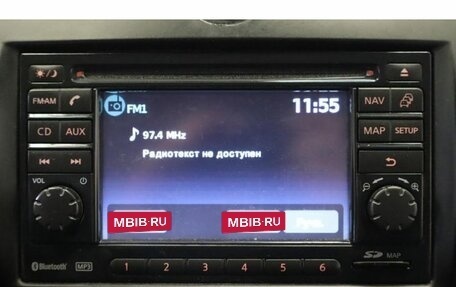 FM1
11:55
FM·AM
NAV
97.4 MHz
CD
AUX
MAP
SETUP
Радиотекст не доступен
VOL
MBIB·RU
MBIB·RU
Bluetooth
MP3
1 2 3 4 5 6
SD
MAP